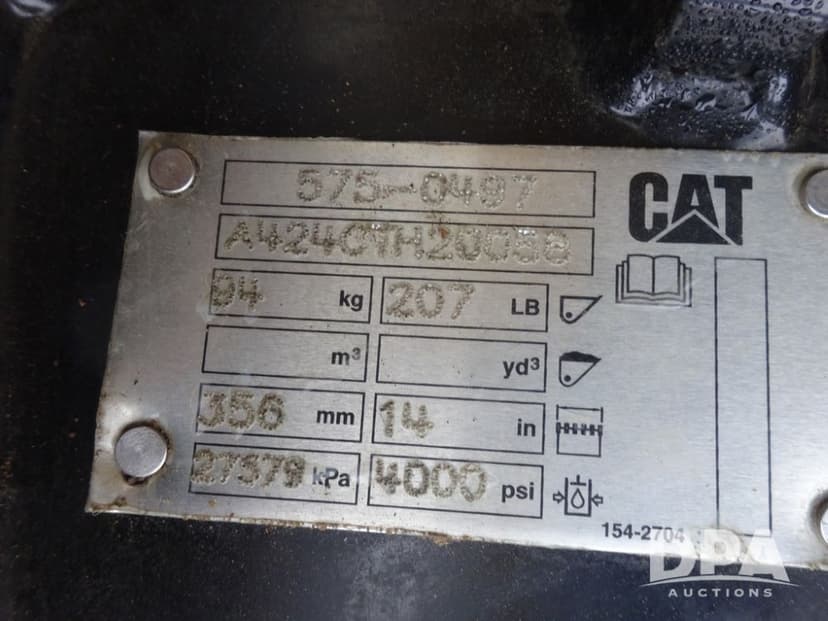 575-0497
CAT
A424CTH20058
94 kg 207 LB
m³ yd³
356 mm 14 in
27579 kPa 4000 psi
154-2704
DPA
AUCTIONS